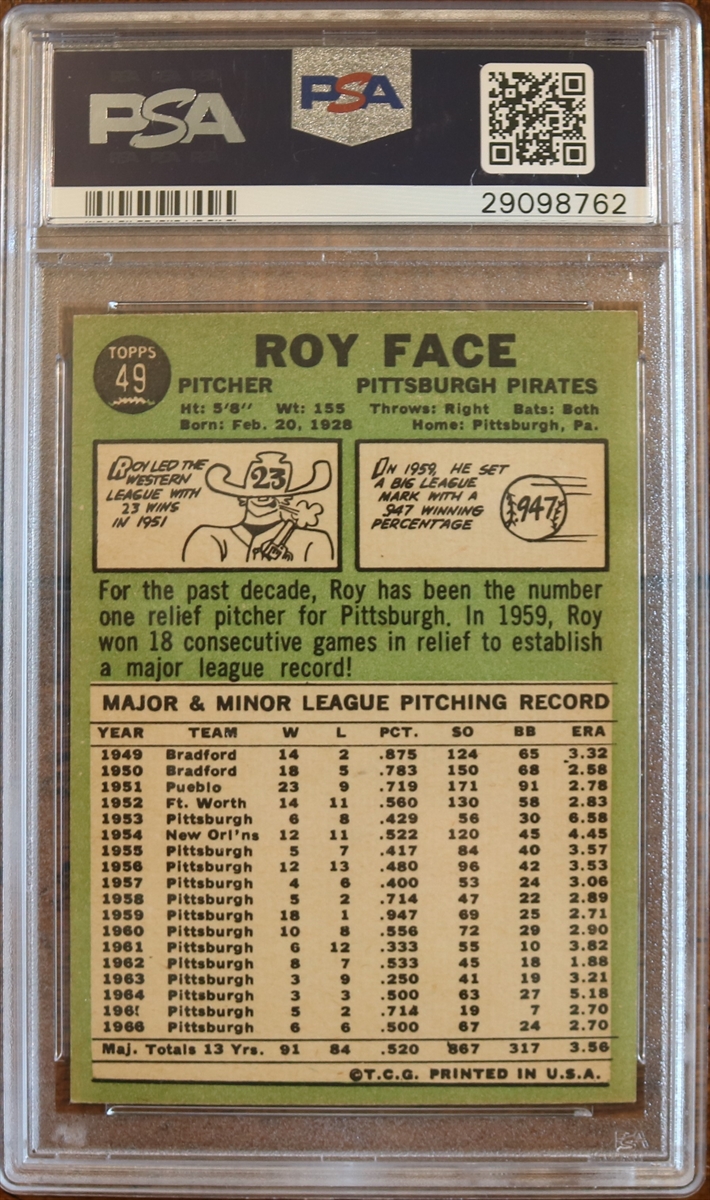 PSA
PSA
29098762
TOPPS
49
ROY FACE
PITCHER PITTSBURGH PIRATES
Ht: 5'8" Wt: 155 Throws: Right Bats: Both
Born: Feb. 20, 1928 Home: Pittsburgh, Pa.
ROY LED THE
WESTERN
LEAGUE WITH
23 WINS
IN 1951
23
IN 1959, HE SET
A BIG LEAGUE
MARK WITH A
.947 WINNING
PERCENTAGE
.947
For the past decade, Roy has been the number
one relief pitcher for Pittsburgh. In 1959, Roy
won 18 consecutive games in relief to establish
a major league record!
MAJOR & MINOR LEAGUE PITCHING RECORD
YEAR TEAM W L PCT. SO BB ERA
1949 Bradford 14 2 .875 124 65 3.32
1950 Bradford 18 5 .783 150 68 2.58
1951 Pueblo 23 9 .719 171 91 2.78
1952 Ft. Worth 14 11 .560 130 58 2.83
1953 Pittsburgh 6 8 .429 56 30 6.58
1954 New Orl'ns 12 11 .522 120 45 4.45
1955 Pittsburgh 5 7 .417 84 40 3.57
1956 Pittsburgh 12 13 .480 96 42 3.53
1957 Pittsburgh 4 6 .400 53 24 3.06
1958 Pittsburgh 5 2 .714 47 22 2.89
1959 Pittsburgh 18 1 .947 69 25 2.71
1960 Pittsburgh 10 8 .556 72 29 2.90
1961 Pittsburgh 6 12 .333 55 10 3.82
1962 Pittsburgh 8 7 .533 45 18 1.88
1963 Pittsburgh 3 9 .250 41 19 3.21
1964 Pittsburgh 3 3 .500 63 27 5.18
Pittsburgh 5 2 .714 19 7 2.70
1966 Pittsburgh 6 6 .500 67 24 2.70
Maj. Totals 13 Yrs. 91 84 .520 867 317 3.56
©T.C.G. PRINTED IN U.S.A.